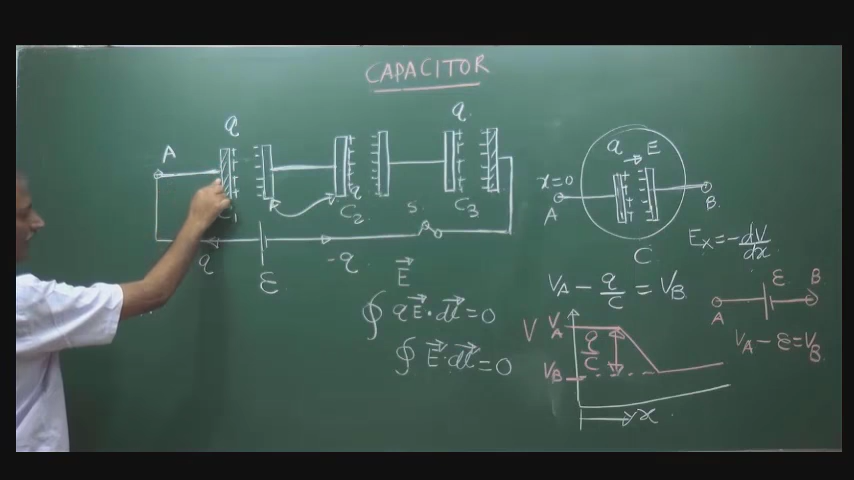 CAPACITOR
q
q
A
q
C1
C2
S
C3
q
ε
-q
E⃗
∮ qE⃗·dl⃗ = 0
∮ E⃗·dl⃗ = 0
q
E
x=0
A
B
C
Ex = -dV/dx
VA - q/C = VB
ε
A
B
VA - ε = VB
V
VA
q/C
VB
x